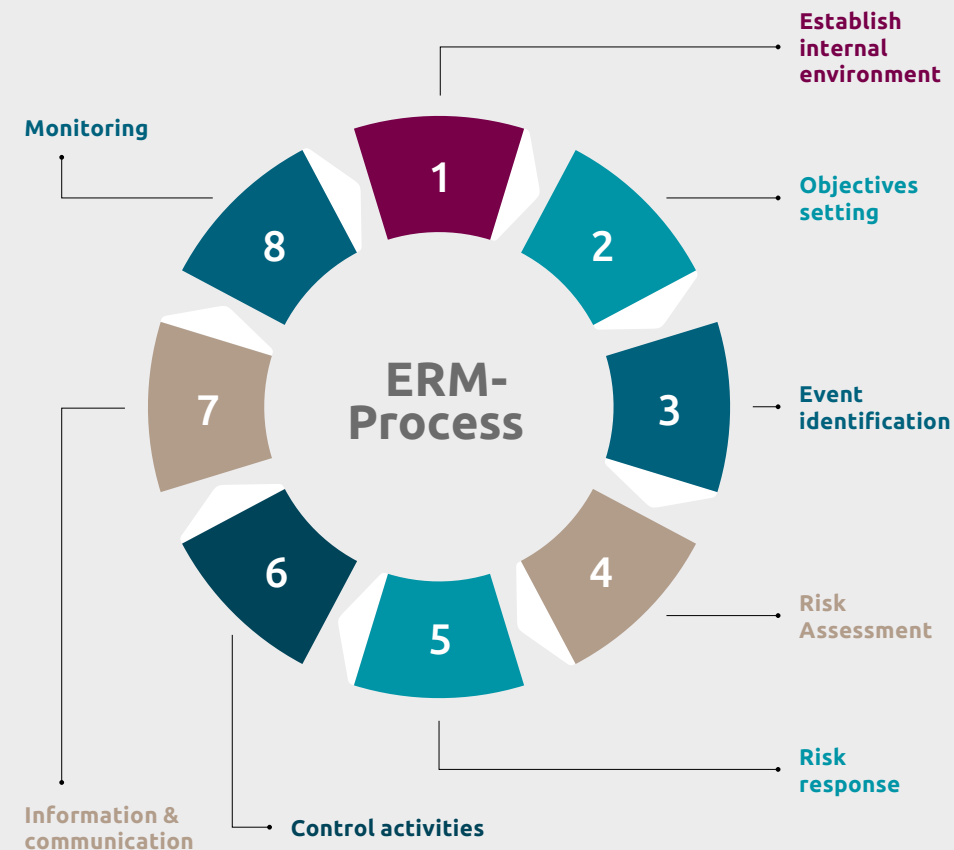 Establish
internal
environment
Monitoring
1
Objectives
setting
8
2
ERM-
Process
7
3
Event
identification
6
4
Risk
Assessment
5
Risk
response
Information &
communication
Control activities